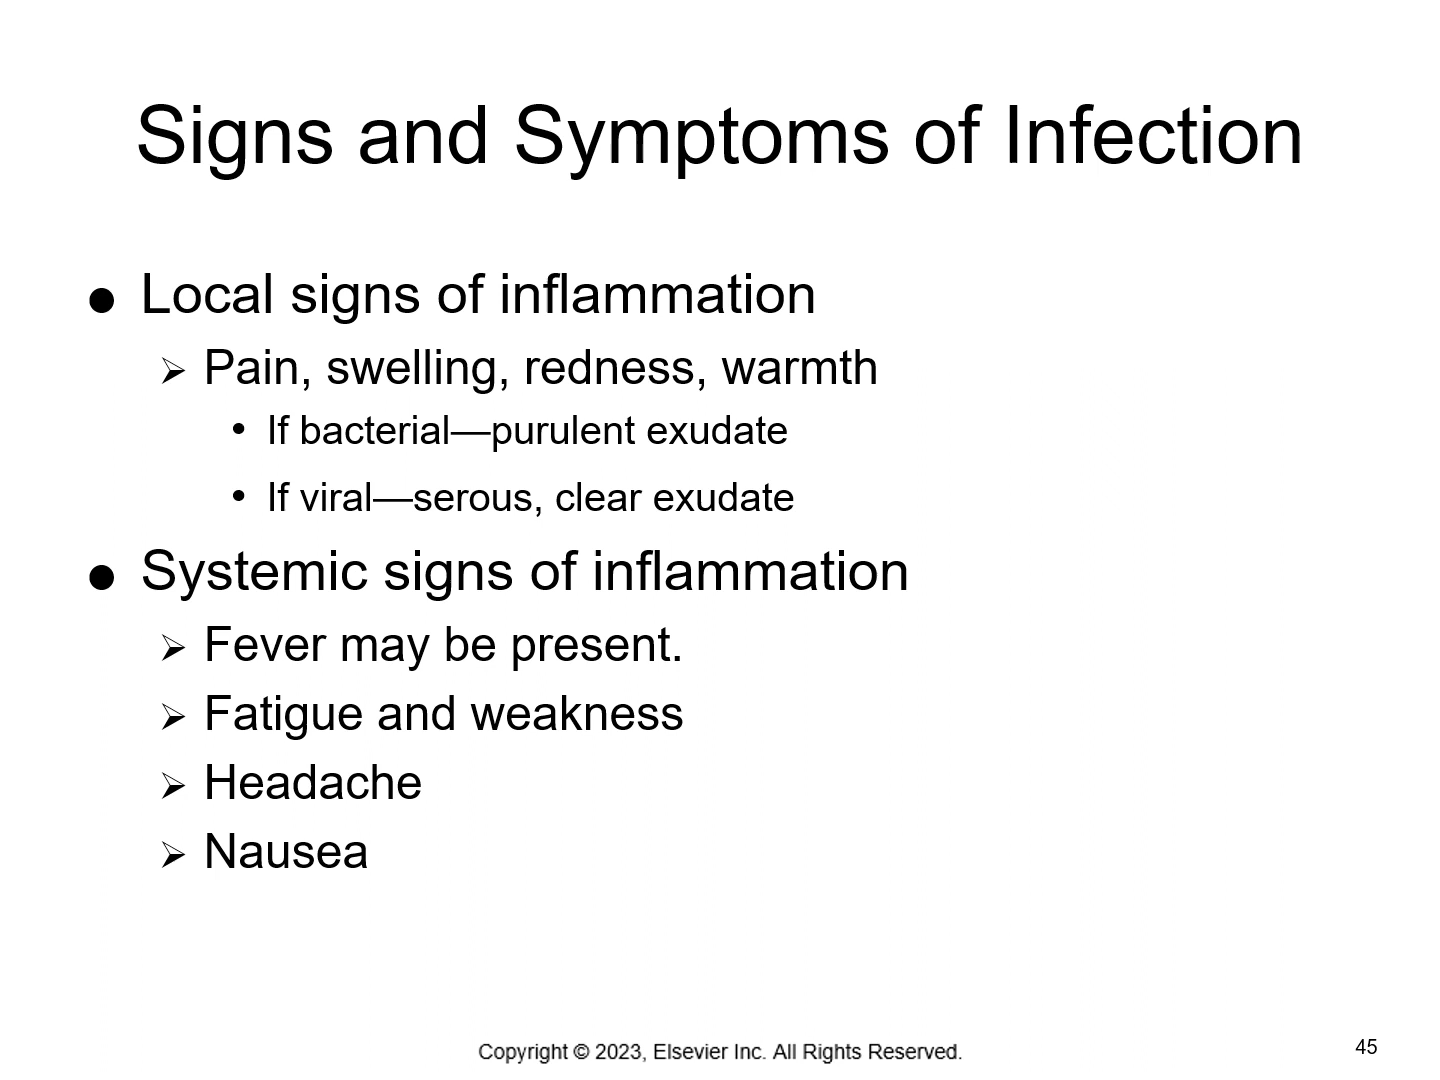 Signs and Symptoms of Infection
● Local signs of inflammation
➢ Pain, swelling, redness, warmth
• If bacterial—purulent exudate
• If viral—serous, clear exudate
● Systemic signs of inflammation
➢ Fever may be present.
➢ Fatigue and weakness
➢ Headache
➢ Nausea
Copyright © 2023, Elsevier Inc. All Rights Reserved.
45